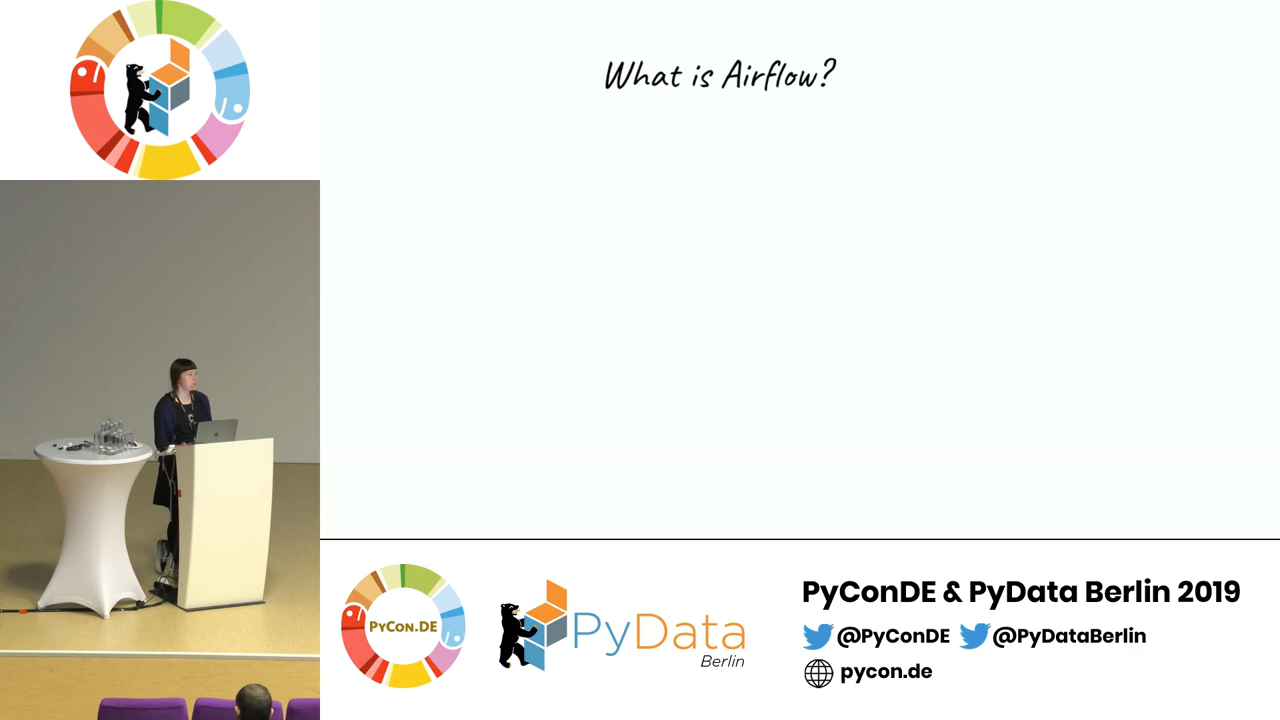 What is Airflow?
PYCON.DE
PyData
Berlin
PyConDE & PyData Berlin 2019
@PyConDE @PyDataBerlin
pycon.de